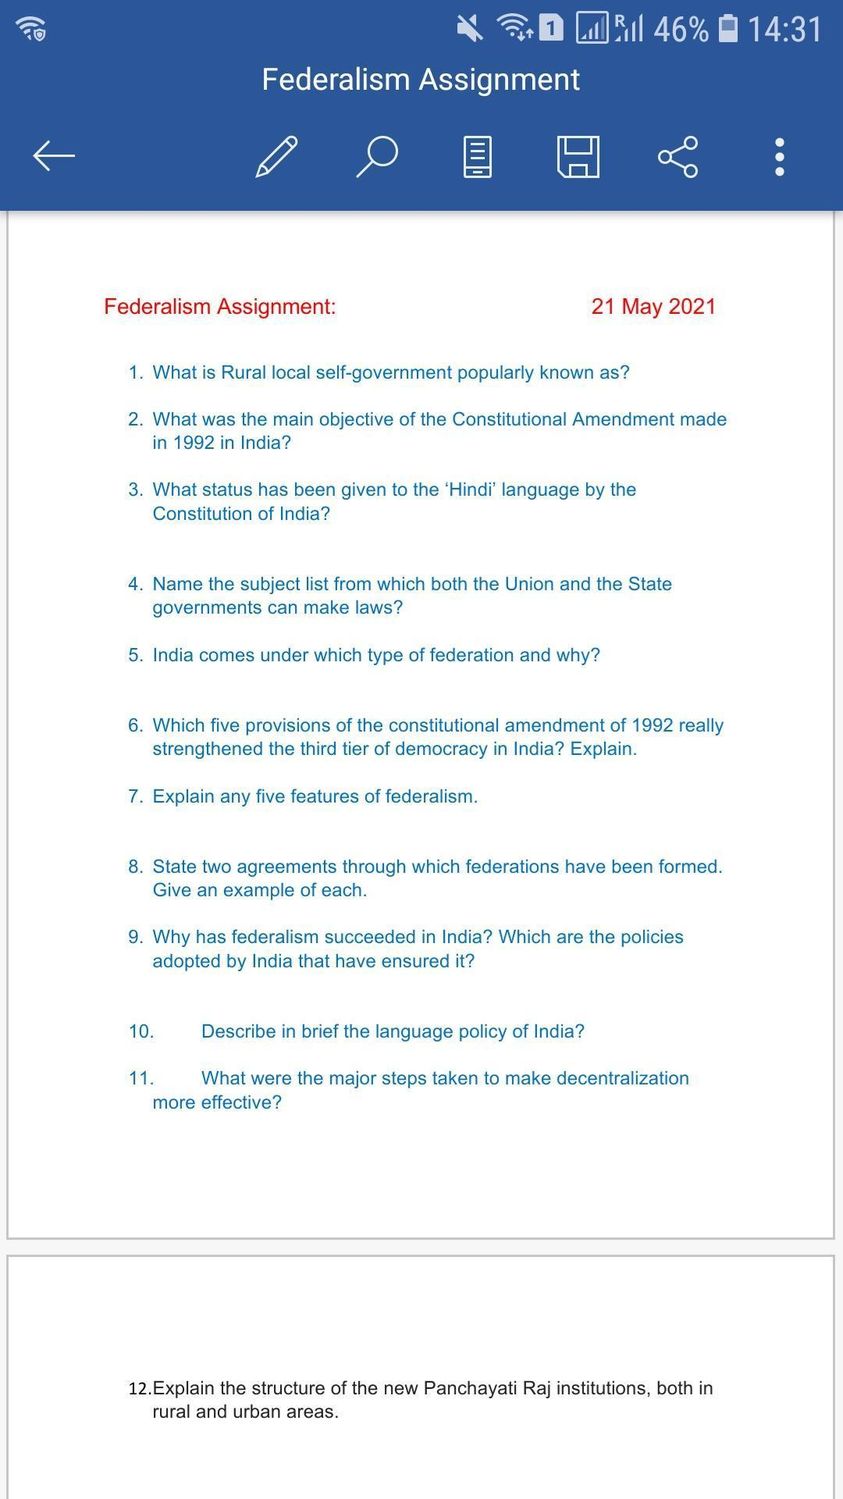 1 R 46% 14:31
Federalism Assignment
Federalism Assignment: 21 May 2021
1. What is Rural local self-government popularly known as?
2. What was the main objective of the Constitutional Amendment made
in 1992 in India?
3. What status has been given to the ‘Hindi’ language by the
Constitution of India?
4. Name the subject list from which both the Union and the State
governments can make laws?
5. India comes under which type of federation and why?
6. Which five provisions of the constitutional amendment of 1992 really
strengthened the third tier of democracy in India? Explain.
7. Explain any five features of federalism.
8. State two agreements through which federations have been formed.
Give an example of each.
9. Why has federalism succeeded in India? Which are the policies
adopted by India that have ensured it?
10. Describe in brief the language policy of India?
11. What were the major steps taken to make decentralization
more effective?
12.Explain the structure of the new Panchayati Raj institutions, both in
rural and urban areas.